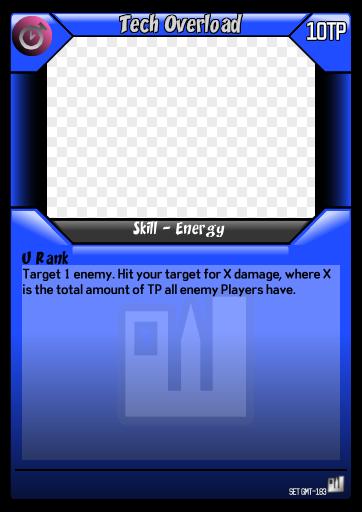 Tech Overload
10TP
Skill - Energy
U Rank
Target 1 enemy. Hit your target for X damage, where X
is the total amount of TP all enemy Players have.
SET GMT-183